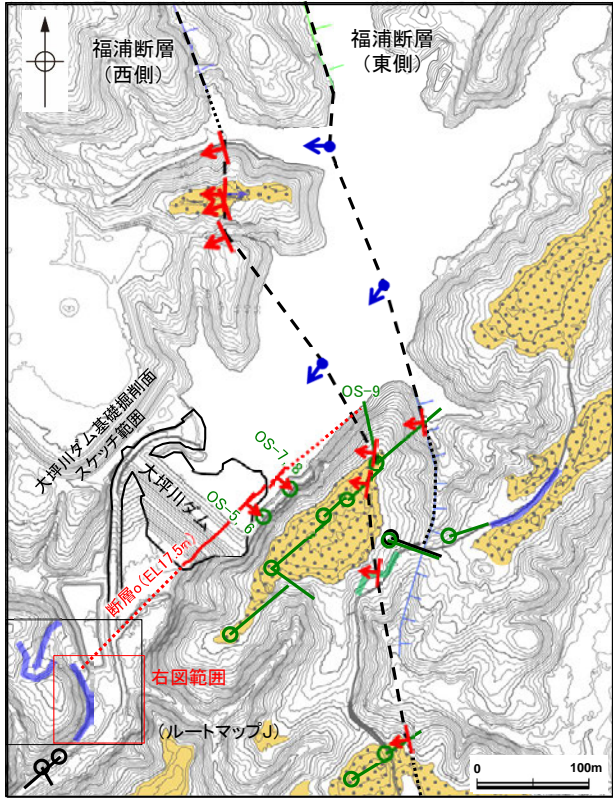 福浦断層
(西側)
福浦断層
(東側)
OS-9
大坪川ダム基礎掘削面
スケッチ範囲
OS-7, 8
大坪川ダム
OS-5, 6
断層o(EL17.5m)
右図範囲
(ルートマップJ)
0
100m